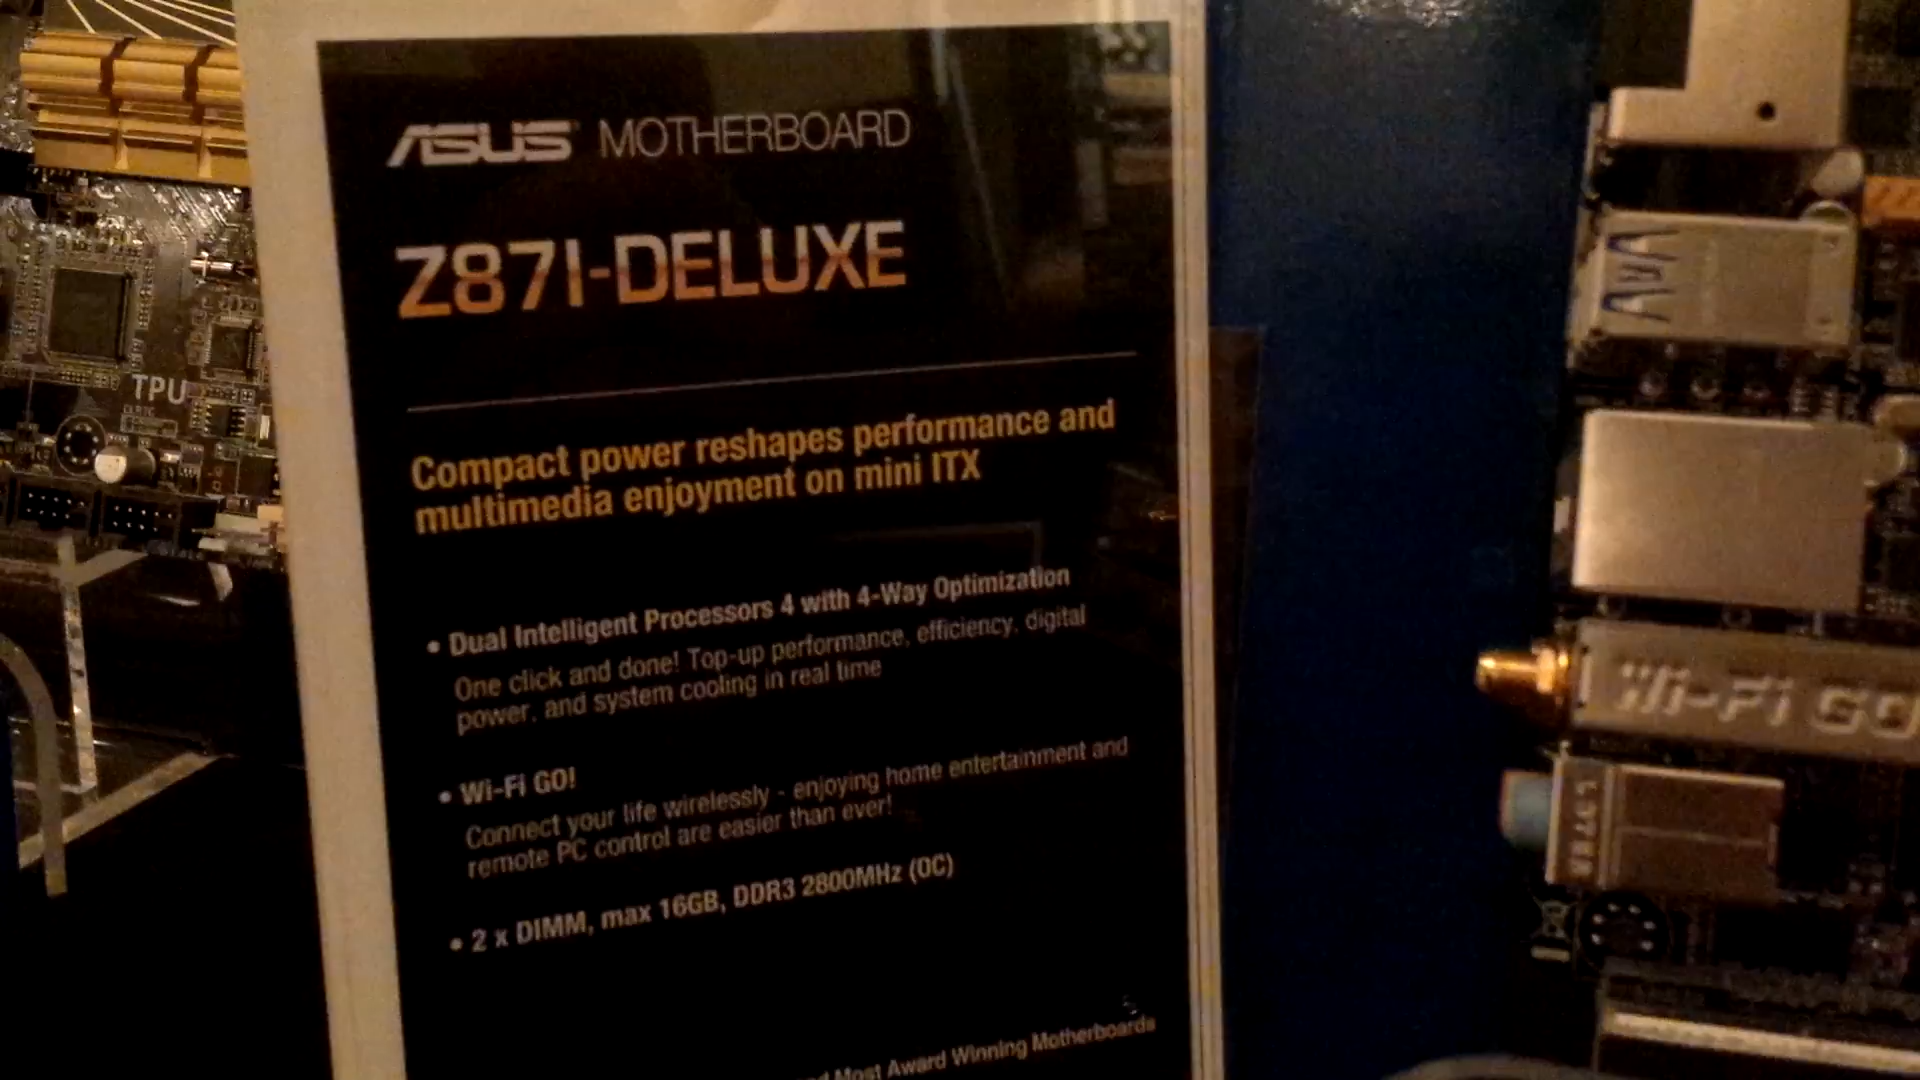 ASUS MOTHERBOARD
Z87I-DELUXE
Compact power reshapes performance and
multimedia enjoyment on mini ITX
• Dual Intelligent Processors 4 with 4-Way Optimization
One click and done! Top-up performance, efficiency, digital
power, and system cooling in real time
• Wi-Fi GO!
Connect your life wirelessly - enjoying home entertainment and
remote PC control are easier than ever!
• 2 x DIMM, max 16GB, DDR3 2800MHz (OC)
Most Award Winning Motherboards
TPU
Wi-Fi GO